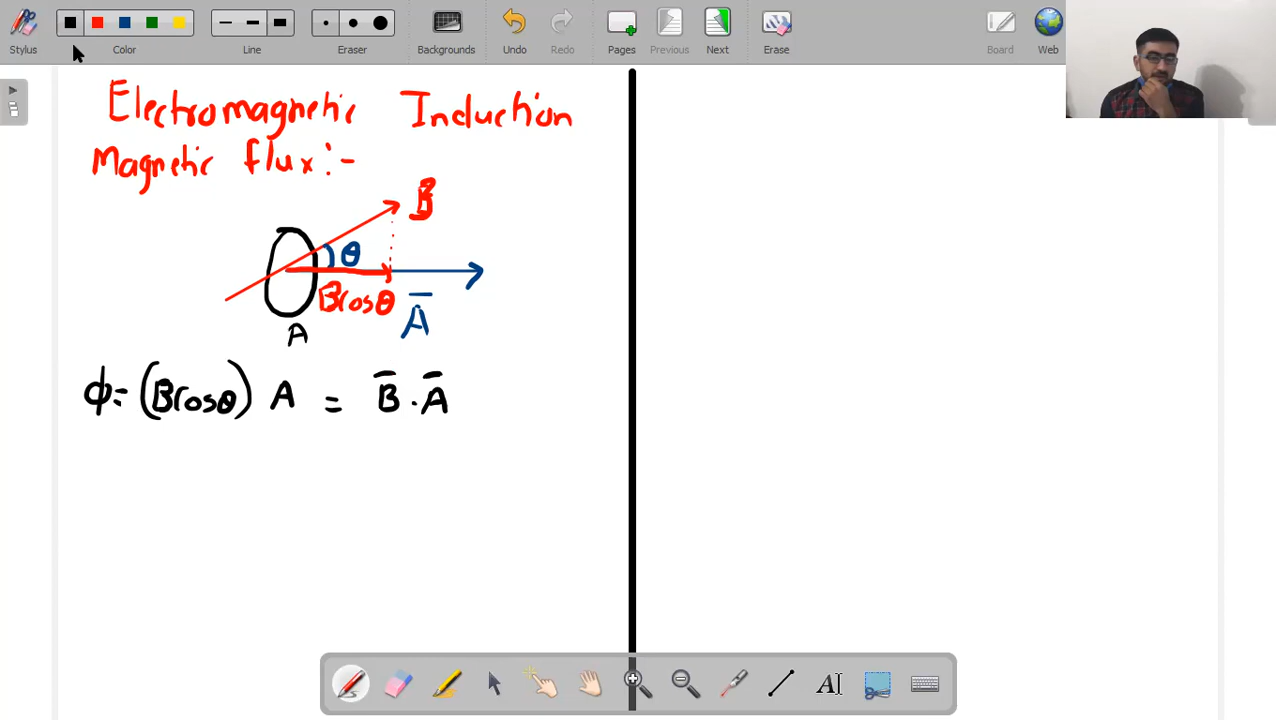 Stylus Color Line Eraser Backgrounds Undo Redo Pages Previous Next Erase Board Web
Electromagnetic Induction
Magnetic flux:-
B̄
θ
Bcosθ
Ā
A
ϕ = (Bcosθ) A = B̄ . Ā
A